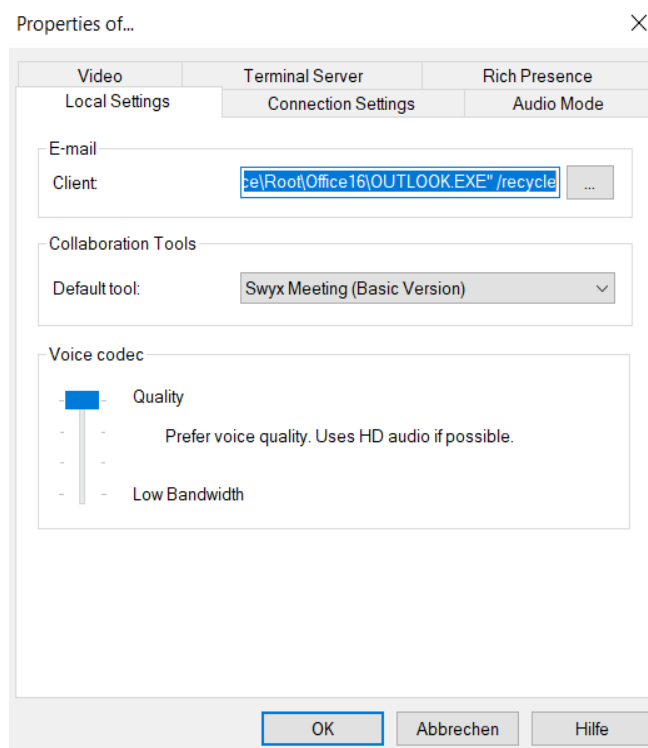 Properties of...
Video Terminal Server Rich Presence
Local Settings Connection Settings Audio Mode
E-mail
Client: ce\Root\Office16\OUTLOOK.EXE" /recycle ...
Collaboration Tools
Default tool: Swyx Meeting (Basic Version)
Voice codec
Quality
Prefer voice quality. Uses HD audio if possible.
Low Bandwidth
OK Abbrechen Hilfe